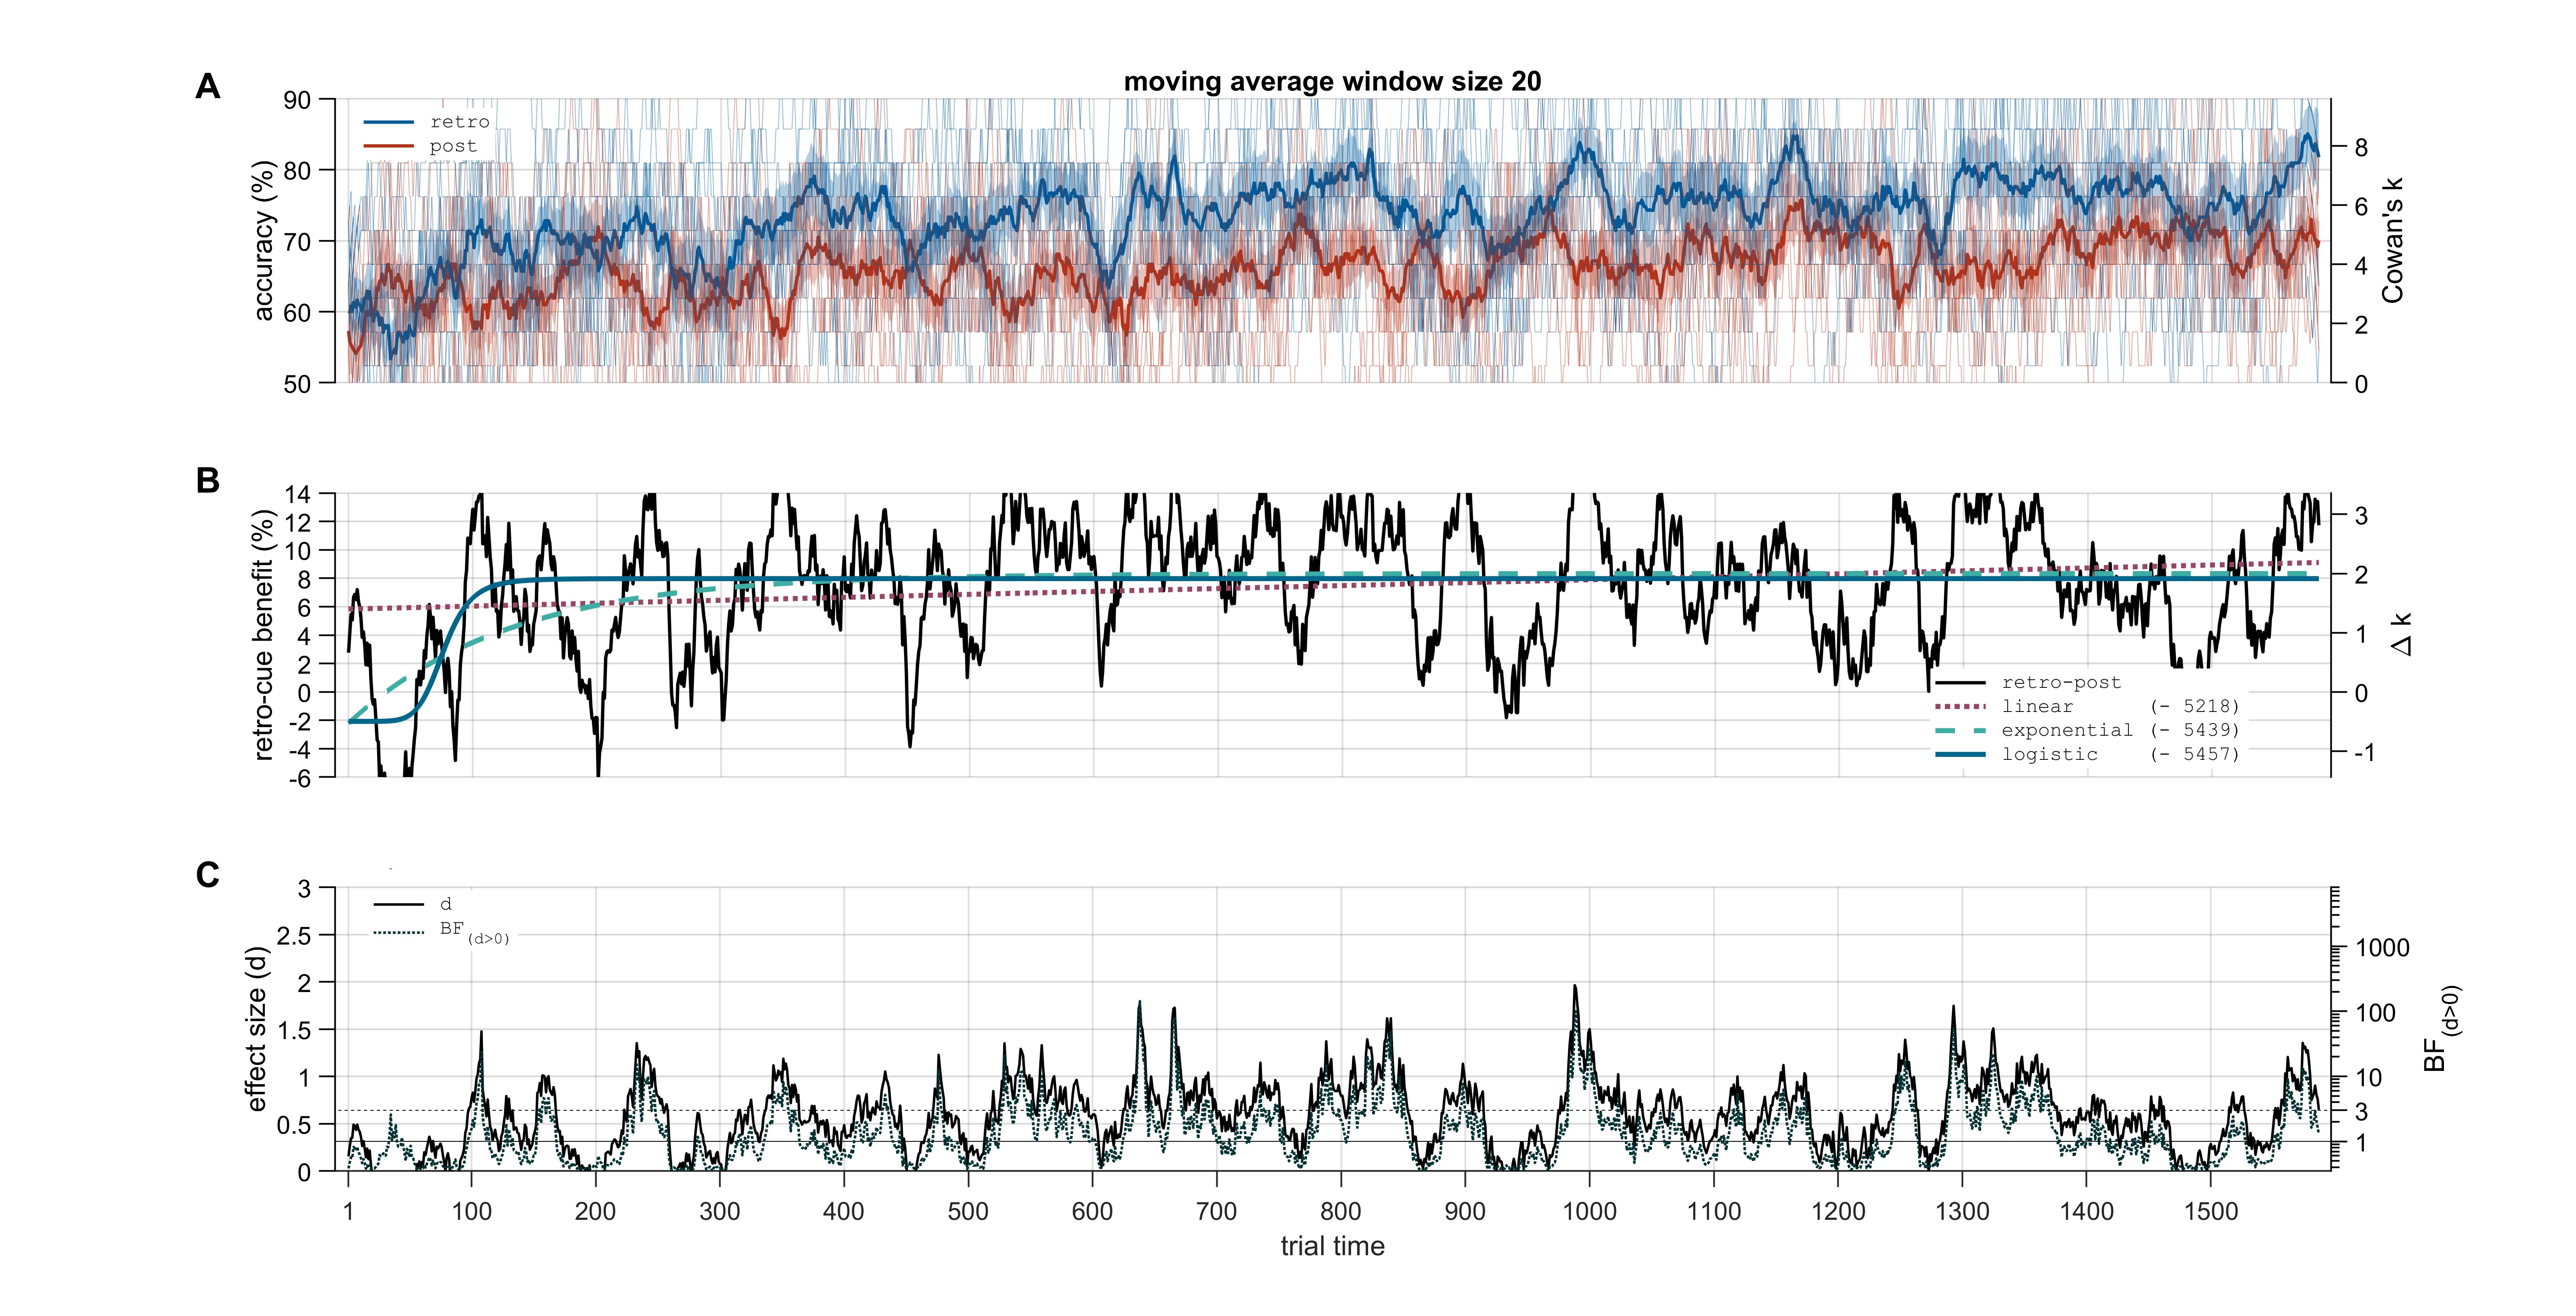 A
moving average window size 20
90
80
70
60
50
accuracy (%)
retro
post
8
6
4
2
0
Cowan's k
B
14
12
10
8
6
4
2
0
-2
-4
-6
retro-cue benefit (%)
3
2
1
0
-1
Δ k
retro-post
linear (- 5218)
exponential (- 5439)
logistic (- 5457)
C
3
2.5
2
1.5
1
0.5
0
effect size (d)
d
BF(d>0)
1000
100
10
3
1
BF(d>0)
1 100 200 300 400 500 600 700 800 900 1000 1100 1200 1300 1400 1500
trial time